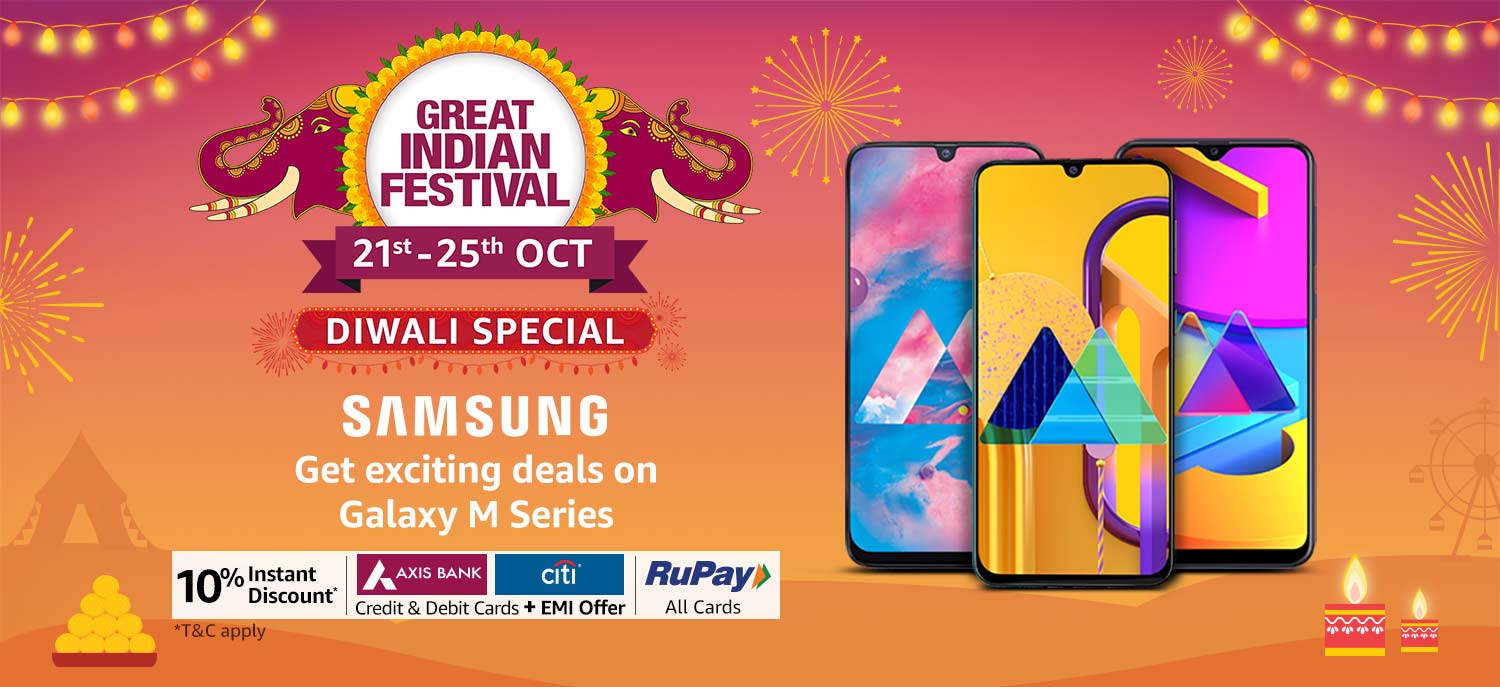 GREAT
INDIAN
FESTIVAL
21st - 25th OCT
DIWALI SPECIAL
SAMSUNG
Get exciting deals on
Galaxy M Series
10% Instant
Discount*
AXIS BANK
citi
Credit & Debit Cards + EMI Offer
RuPay
All Cards
*T&C apply